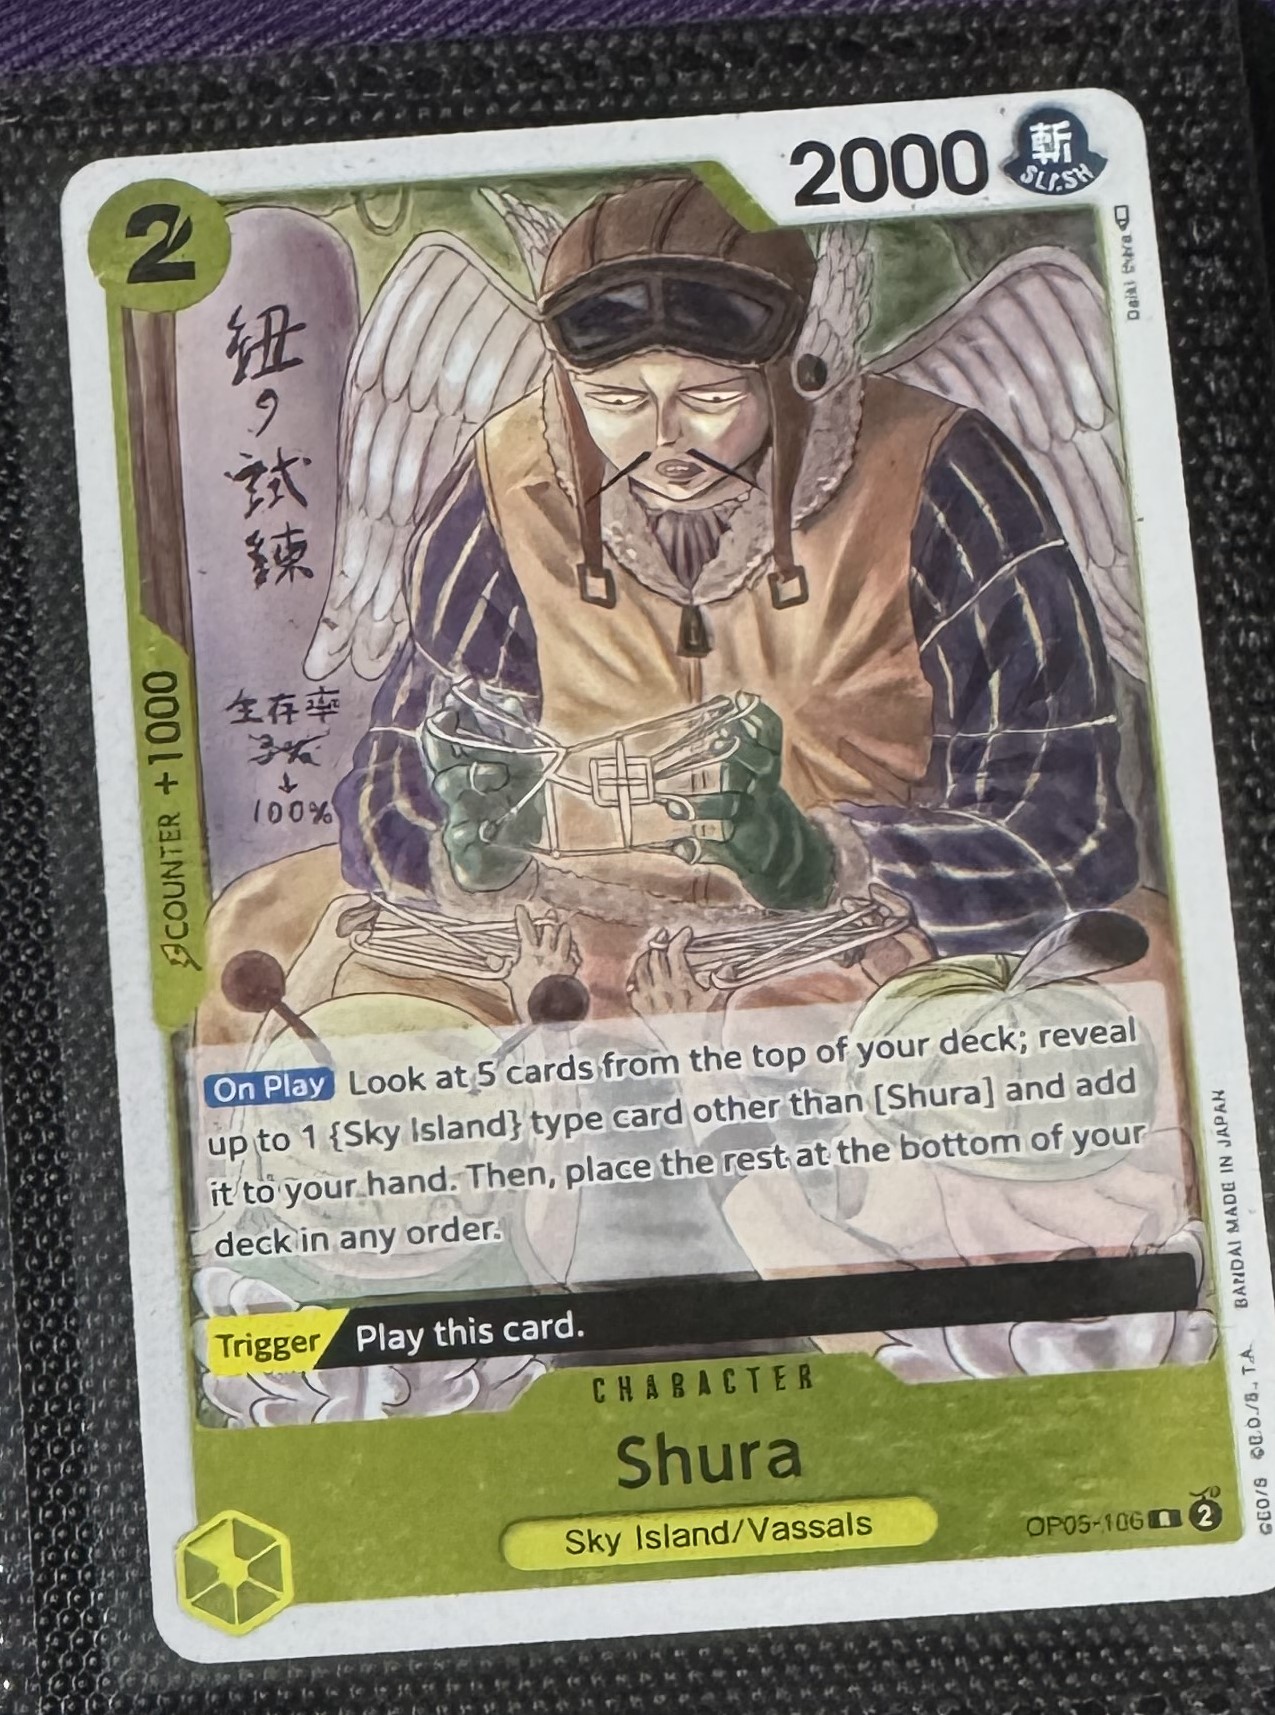 2
2000
斬
SLASH
紐ノ試練
生存率
3%
↓
100%
COUNTER +1000
On Play Look at 5 cards from the top of your deck; reveal
up to 1 {Sky Island} type card other than [Shura] and add
it to your hand. Then, place the rest at the bottom of your
deck in any order.
Trigger Play this card.
CHARACTER
Shura
Sky Island/Vassals
OP05-106 R 2
BANDAI MADE IN JAPAN